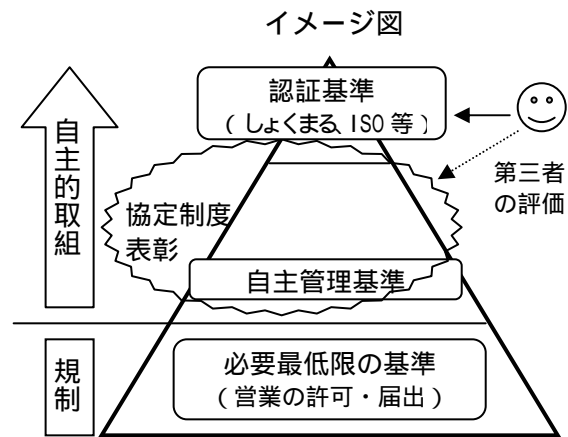 イメージ図
認証基準
（しょくまる、ISO 等）
第三者
の評価
自主的取組
協定制度
表彰
自主管理基準
規制
必要最低限の基準
（営業の許可・届出）